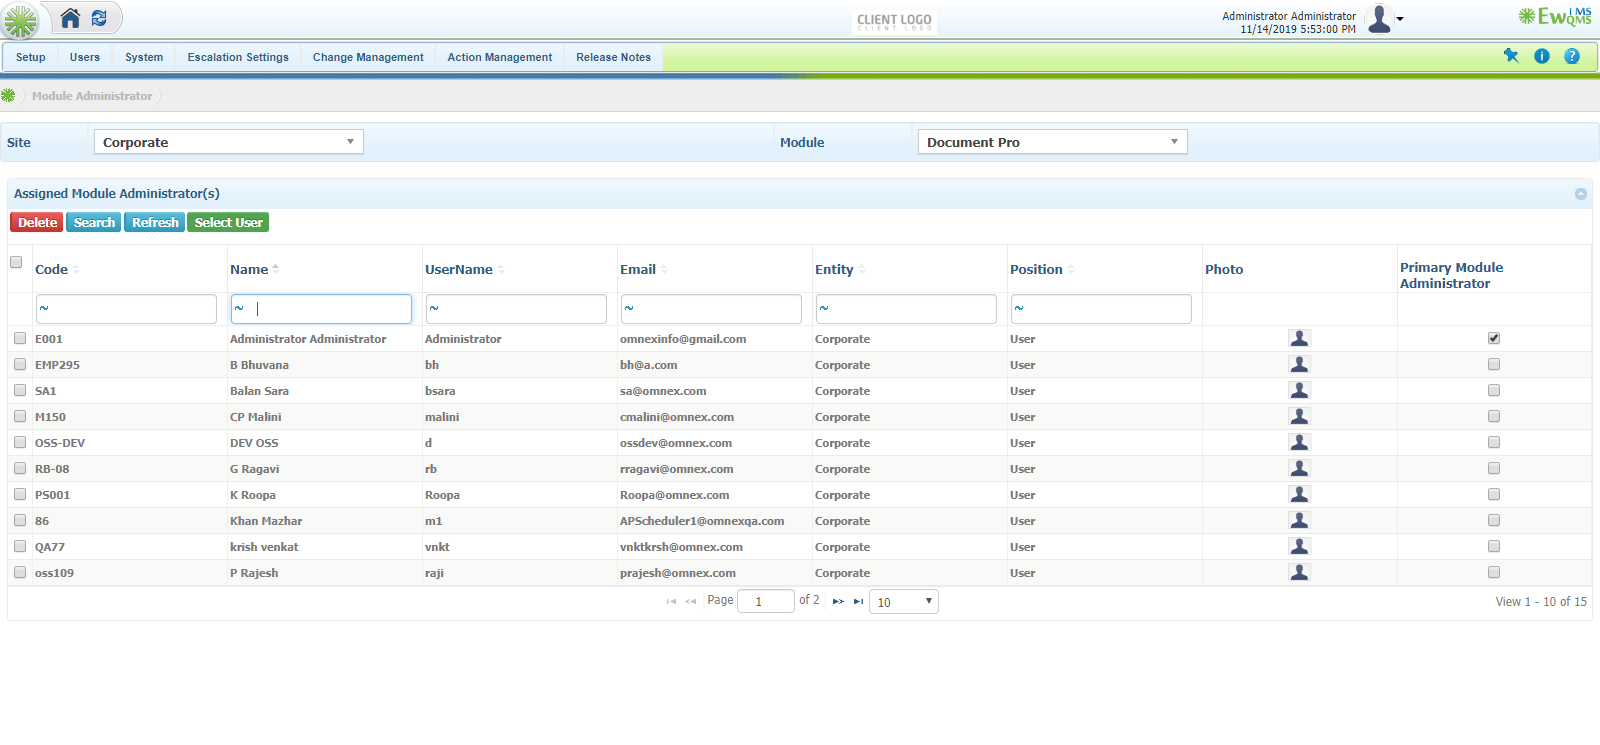 CLIENT LOGO
CLIENT LOGO
Administrator Administrator
11/14/2019 5:53:00 PM
EwIMS
QMS
Setup Users System Escalation Settings Change Management Action Management Release Notes
Module Administrator
Site Corporate Module Document Pro
Assigned Module Administrator(s)
Delete Search Refresh Select User
Code Name UserName Email Entity Position Photo Primary Module Administrator
~ ~ ~ ~ ~ ~
E001 Administrator Administrator Administrator omnexinfo@gmail.com Corporate User
EMP295 B Bhuvana bh bh@a.com Corporate User
SA1 Balan Sara bsara sa@omnex.com Corporate User
M150 CP Malini malini cmalini@omnex.com Corporate User
OSS-DEV DEV OSS d ossdev@omnex.com Corporate User
RB-08 G Ragavi rb rragavi@omnex.com Corporate User
PS001 K Roopa Roopa Roopa@omnex.com Corporate User
86 Khan Mazhar m1 APScheduler1@omnexqa.com Corporate User
QA77 krish venkat vnkt vnktkrsh@omnex.com Corporate User
oss109 P Rajesh raji prajesh@omnex.com Corporate User
Page 1 of 2 10 View 1 - 10 of 15